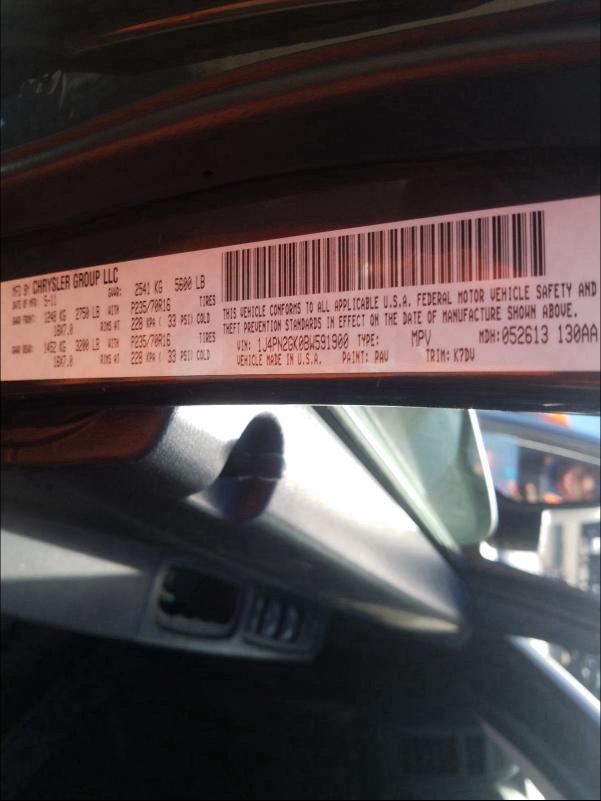 MFD BY CHRYSLER GROUP LLC
DATE OF MFR: 5-11 GVWR: 2541 KG 5600 LB
GAWR FRONT: 1248 KG 2750 LB WITH P235/70R16 TIRES
16X7.0 RIMS AT 228 KPA ( 33 PSI) COLD
GAWR REAR: 1452 KG 3200 LB WITH P235/70R16 TIRES
16X7.0 RIMS AT 228 KPA ( 33 PSI) COLD
THIS VEHICLE CONFORMS TO ALL APPLICABLE U.S.A. FEDERAL MOTOR VEHICLE SAFETY AND
THEFT PREVENTION STANDARDS IN EFFECT ON THE DATE OF MANUFACTURE SHOWN ABOVE.
VIN: 1J4PN2GK0BW591900 TYPE: MPV MDH: 052613 130AA
VEHICLE MADE IN U.S.A. PAINT: PAV TRIM: K7DV